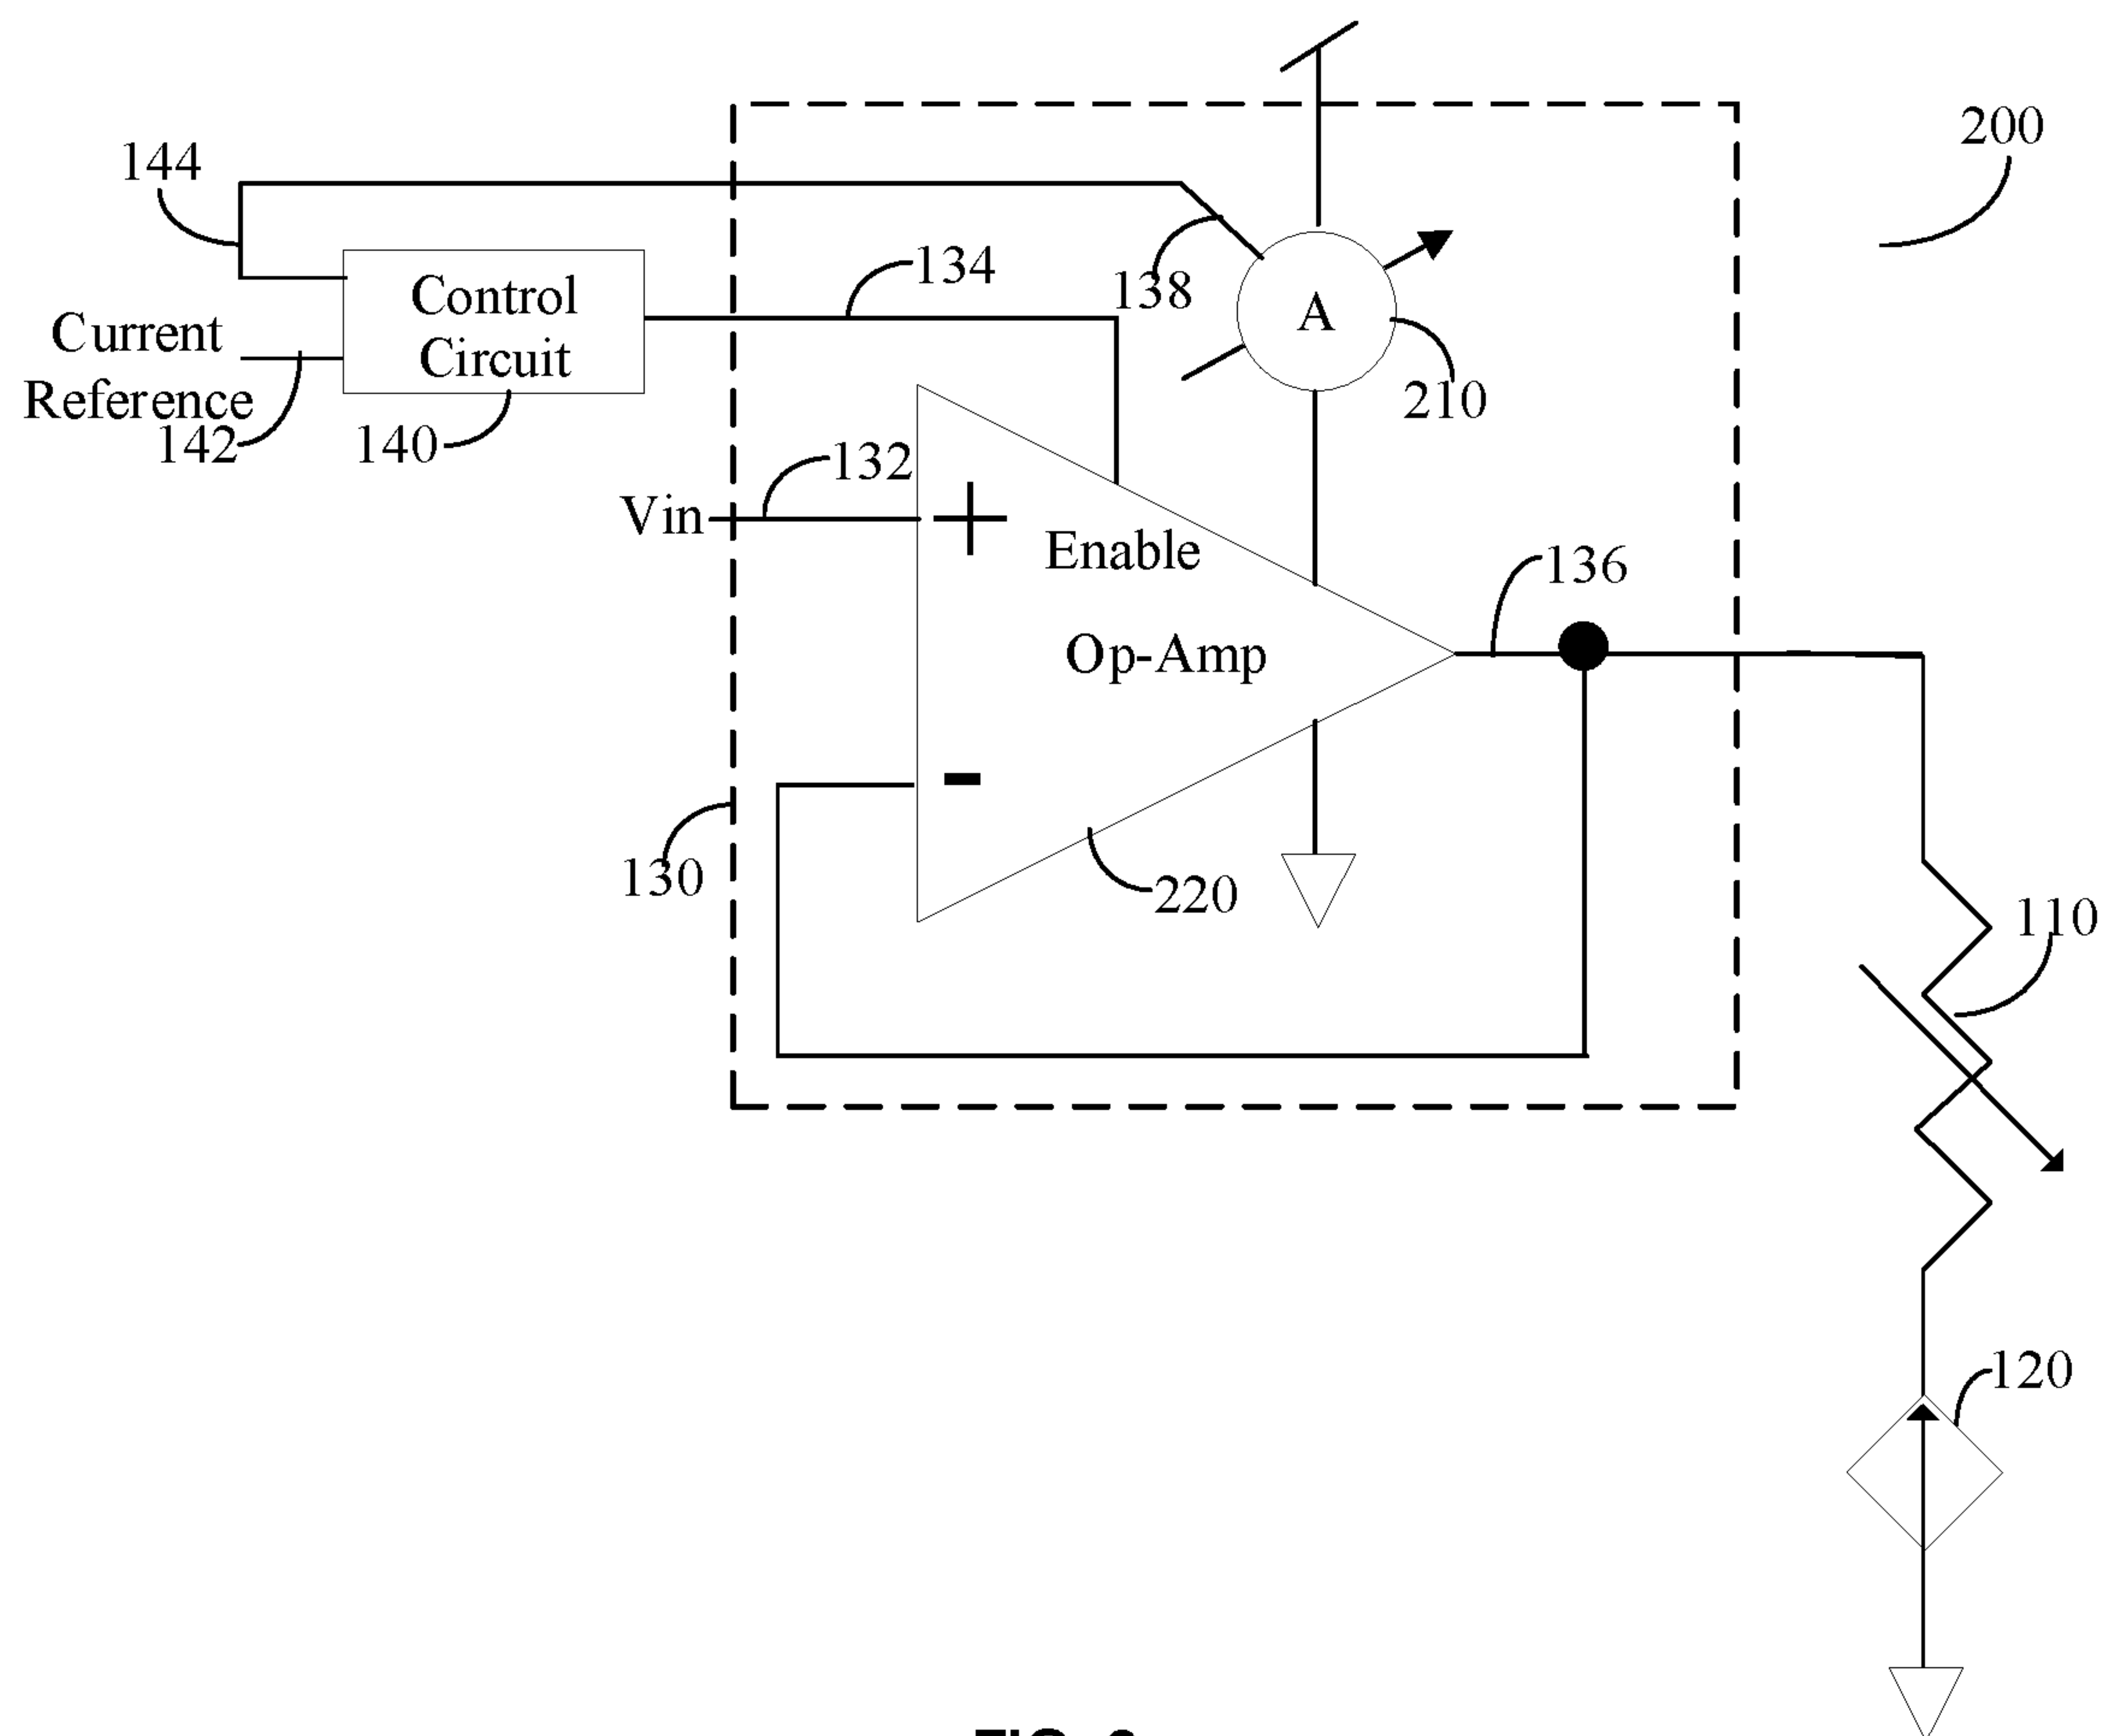 200
144
134
138
Control
Circuit
A
Current
Reference
210
142
140
132
Vin
+
Enable
136
Op-Amp
-
130
220
110
120